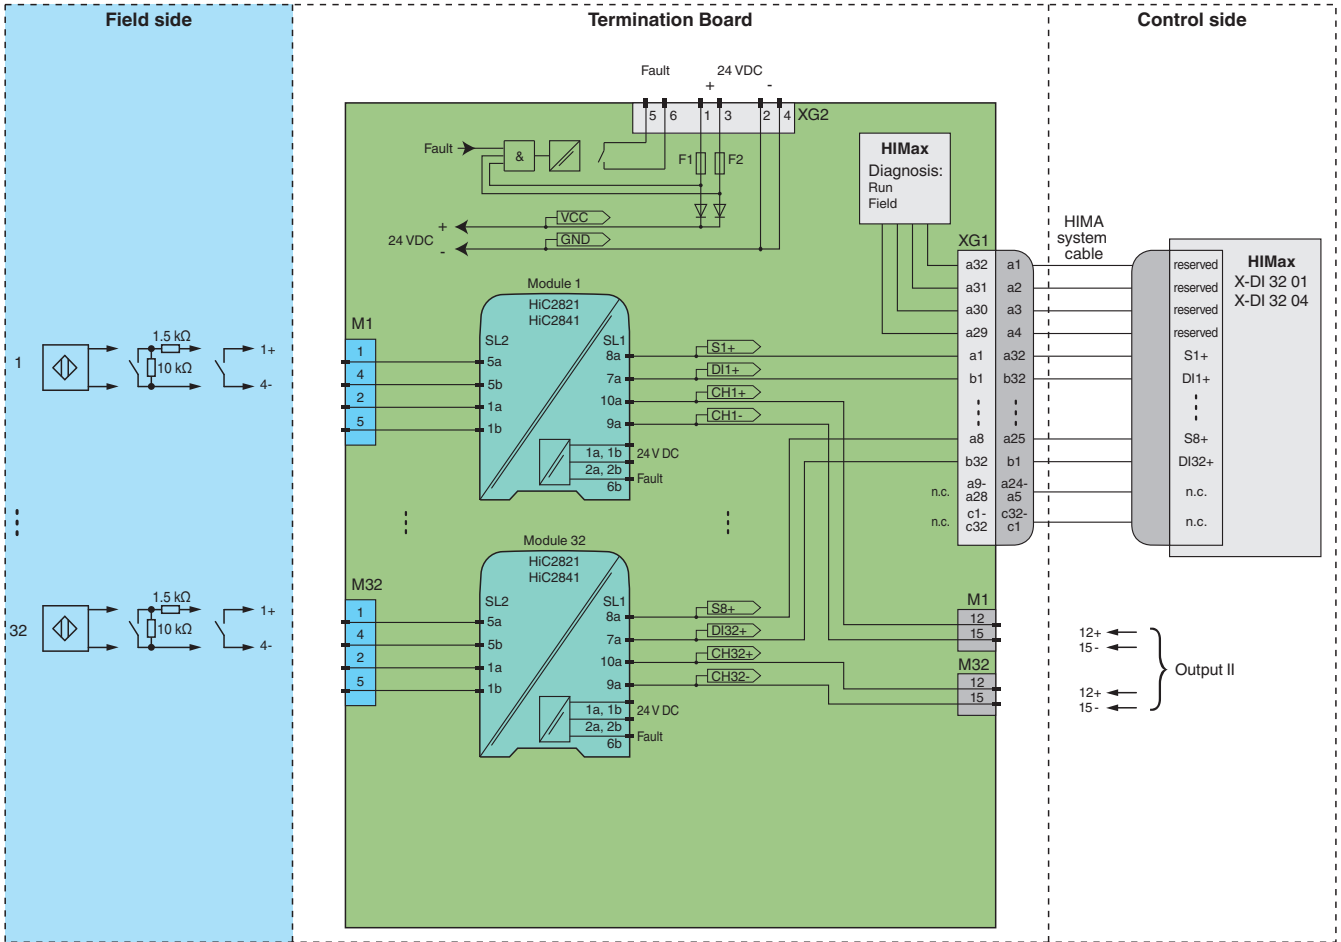 Field side
Termination Board
Control side
Fault
24 VDC
+
-
5
6
1
3
2
4
XG2
Fault
&
F1
F2
VCC
+
24 VDC
GND
-
HIMax
Diagnosis:
Run
Field
HIMA
system
cable
XG1
a32 a1
a31 a2
a30 a3
a29 a4
a1 a32
b1 b32
a8 a25
b32 b1
n.c.
a9-
a28
a24-
a5
n.c.
c1-
c32
c32-
c1
reserved
reserved
reserved
reserved
S1+
DI1+
S8+
DI32+
n.c.
n.c.
HIMax
X-DI 32 01
X-DI 32 04
Module 1
HiC2821
HiC2841
M1
1
4
2
5
SL2
5a
5b
1a
1b
SL1
8a
7a
10a
9a
S1+
DI1+
CH1+
CH1-
1a, 1b
2a, 2b
6b
24 V DC
Fault
1
1.5 kΩ
10 kΩ
1+
4-
Module 32
HiC2821
HiC2841
M32
1
4
2
5
SL2
5a
5b
1a
1b
SL1
8a
7a
10a
9a
S8+
DI32+
CH32+
CH32-
1a, 1b
2a, 2b
6b
24 V DC
Fault
32
1.5 kΩ
10 kΩ
1+
4-
M1
12
15
M32
12
15
12+
15-
12+
15-
Output II